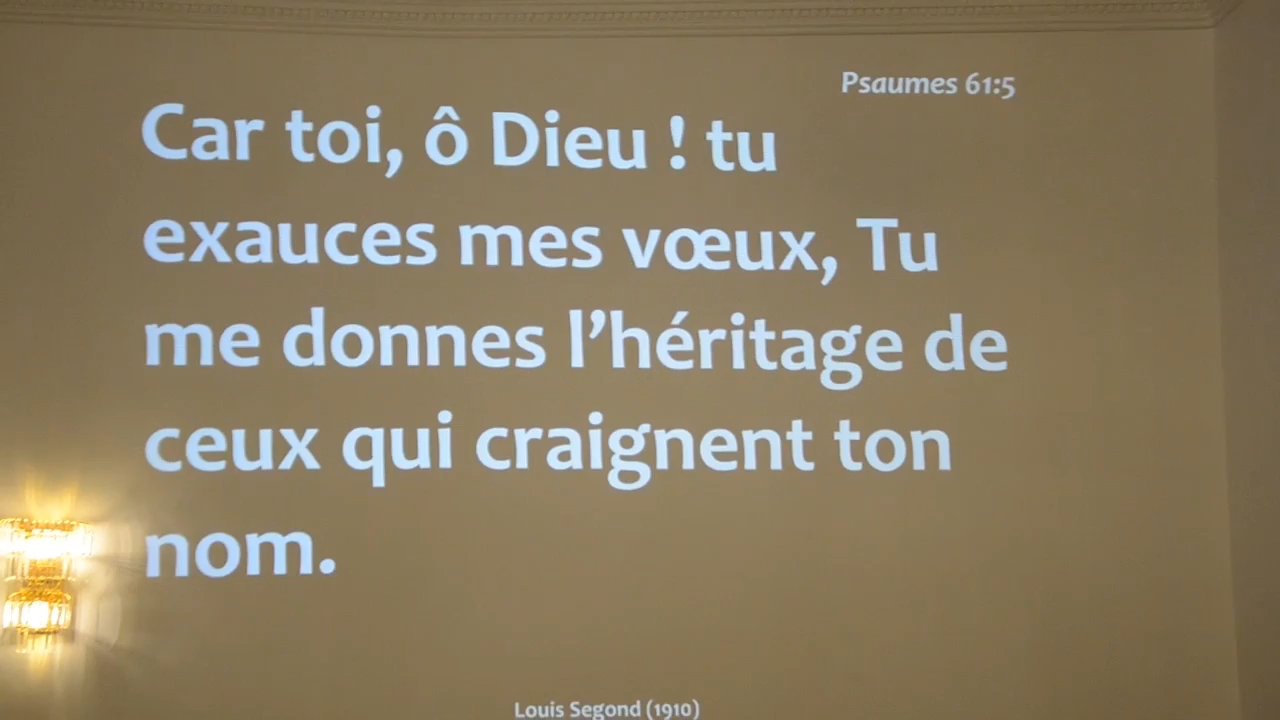 Psaumes 61:5
Car toi, ô Dieu ! tu
exauces mes vœux, Tu
me donnes l’héritage de
ceux qui craignent ton
nom.
Louis Segond (1910)